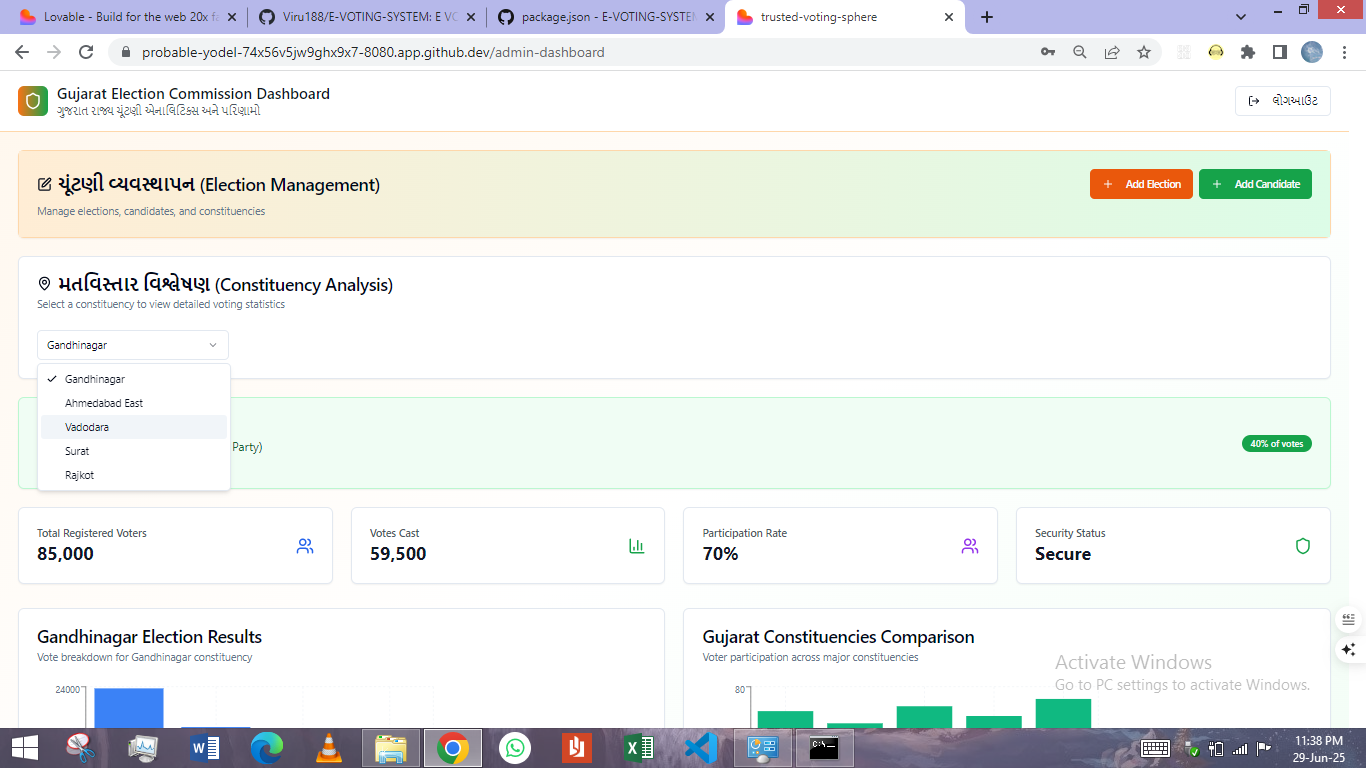 Lovable - Build for the web 20x fa
Viru188/E-VOTING-SYSTEM: E VO
package.json - E-VOTING-SYSTEM
trusted-voting-sphere
probable-yodel-74x56v5jw9ghx9x7-8080.app.github.dev/admin-dashboard
Gujarat Election Commission Dashboard
ગુજરાત રાજ્ય ચૂંટણી એનાલિટિક્સ અને પરિણામો
લોગઆઉટ
ચૂંટણી વ્યવસ્થાપન (Election Management)
Manage elections, candidates, and constituencies
Add Election
Add Candidate
મતવિસ્તાર વિશ્લેષણ (Constituency Analysis)
Select a constituency to view detailed voting statistics
Gandhinagar
Gandhinagar
Ahmedabad East
Vadodara
Surat
Rajkot
Party)
40% of votes
Total Registered Voters
85,000
Votes Cast
59,500
Participation Rate
70%
Security Status
Secure
Gandhinagar Election Results
Vote breakdown for Gandhinagar constituency
24000
Gujarat Constituencies Comparison
Voter participation across major constituencies
80
Activate Windows
Go to PC settings to activate Windows.
11:38 PM
29-Jun-25